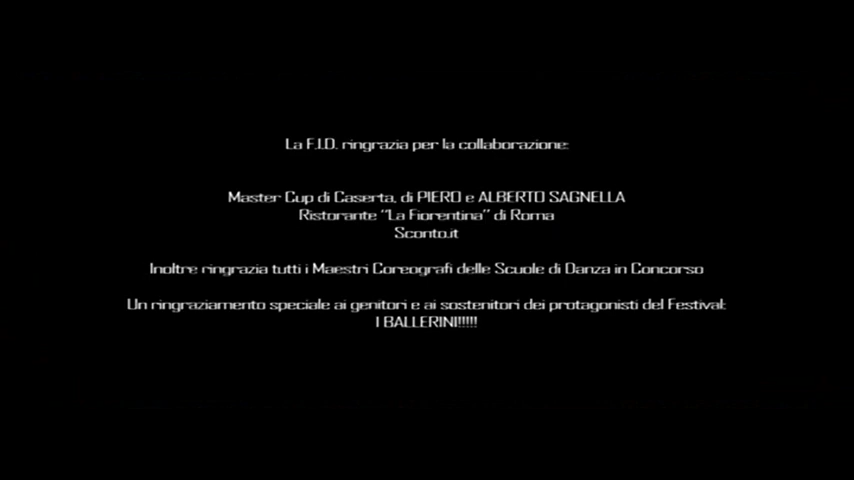 La F.I.D. ringrazia per la collaborazione:
Master Cup di Caserta, di PIERO e ALBERTO SAGNELLA
Ristorante “La Fiorentina” di Roma
Sconto.it
Inoltre ringrazia tutti i Maestri Coreografi delle Scuole di Danza in Concorso
Un ringraziamento speciale ai genitori e ai sostenitori dei protagonisti del Festival:
I BALLERINI!!!!!